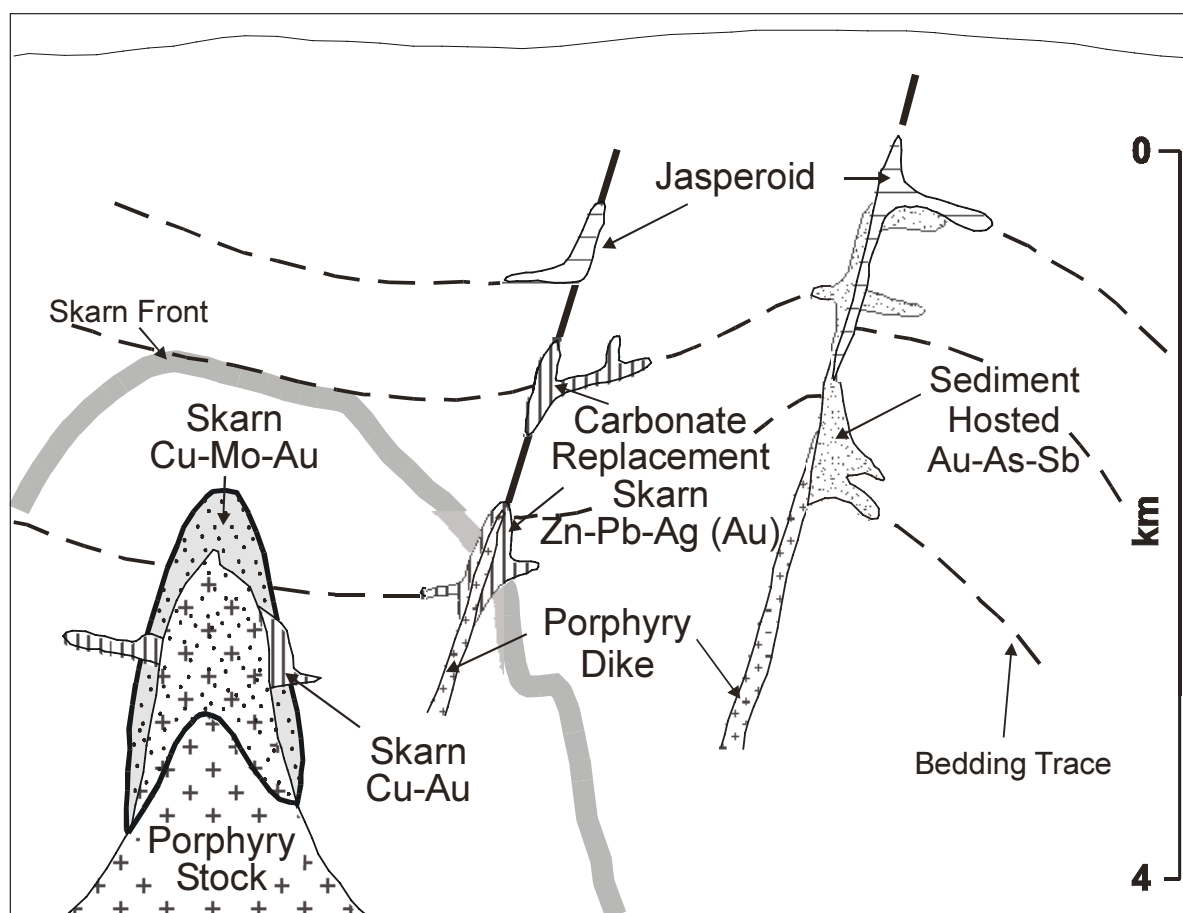 Jasperoid
0
Skarn Front
Skarn
Cu-Mo-Au
Carbonate
Replacement
Skarn
Zn-Pb-Ag (Au)
Sediment
Hosted
Au-As-Sb
km
Porphyry
Dike
Skarn
Cu-Au
Bedding Trace
Porphyry
Stock
4